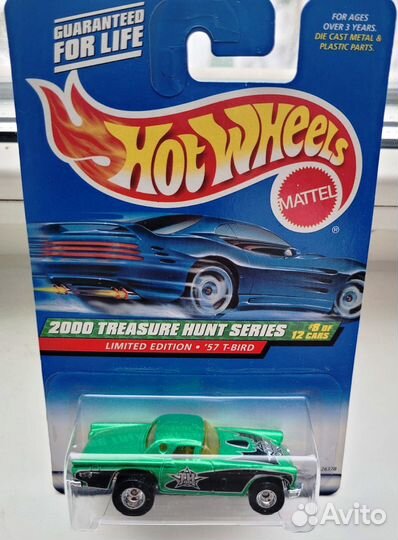 GUARANTEED
FOR LIFE
FOR AGES
OVER 3 YEARS.
DIE CAST METAL &
PLASTIC PARTS.
HOT WHEELS
MATTEL
®
2000 TREASURE HUNT SERIES
#8 OF
12 CARS
LIMITED EDITION • '57 T-BIRD
TH
Avito